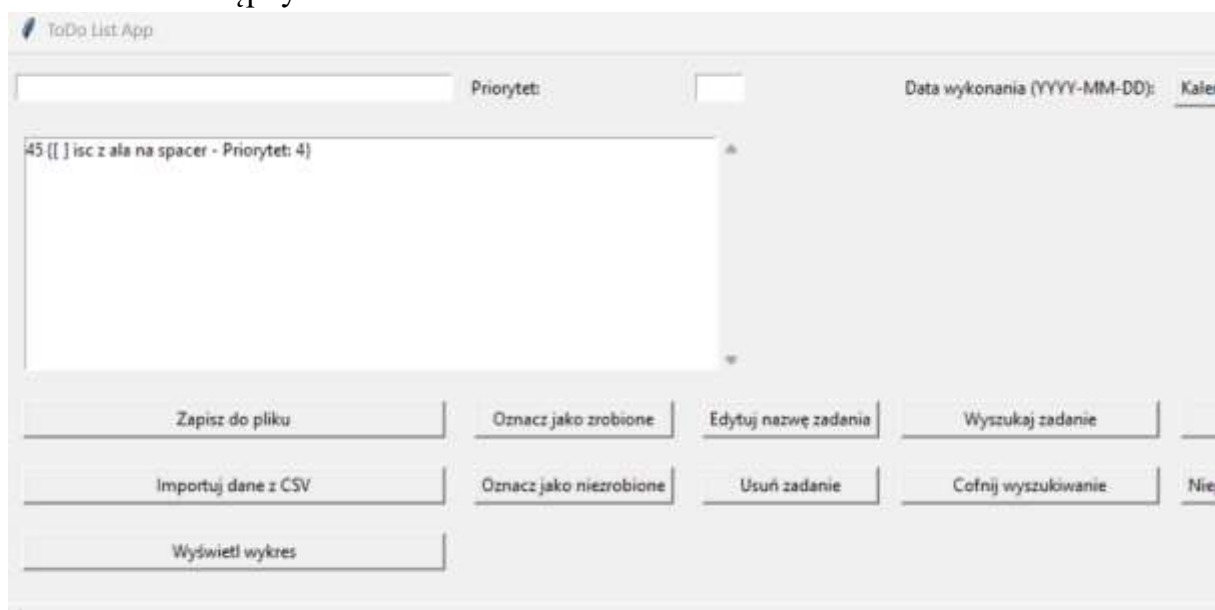 ToDo List App
Priorytet: Data wykonania (YYYY-MM-DD):
45 {[ ] isc z ala na spacer - Priorytet: 4}
Zapisz do pliku Oznacz jako zrobione Edytuj nazwę zadania Wyszukaj zadanie
Importuj dane z CSV Oznacz jako niezrobione Usuń zadanie Cofnij wyszukiwanie
Wyświetl wykres